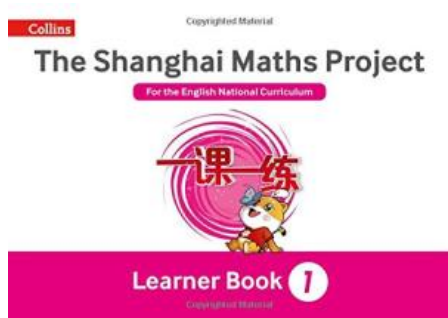 Collins
Copyrighted Material
The Shanghai Maths Project
For the English National Curriculum
一课一练
Learner Book 1
Copyrighted Material